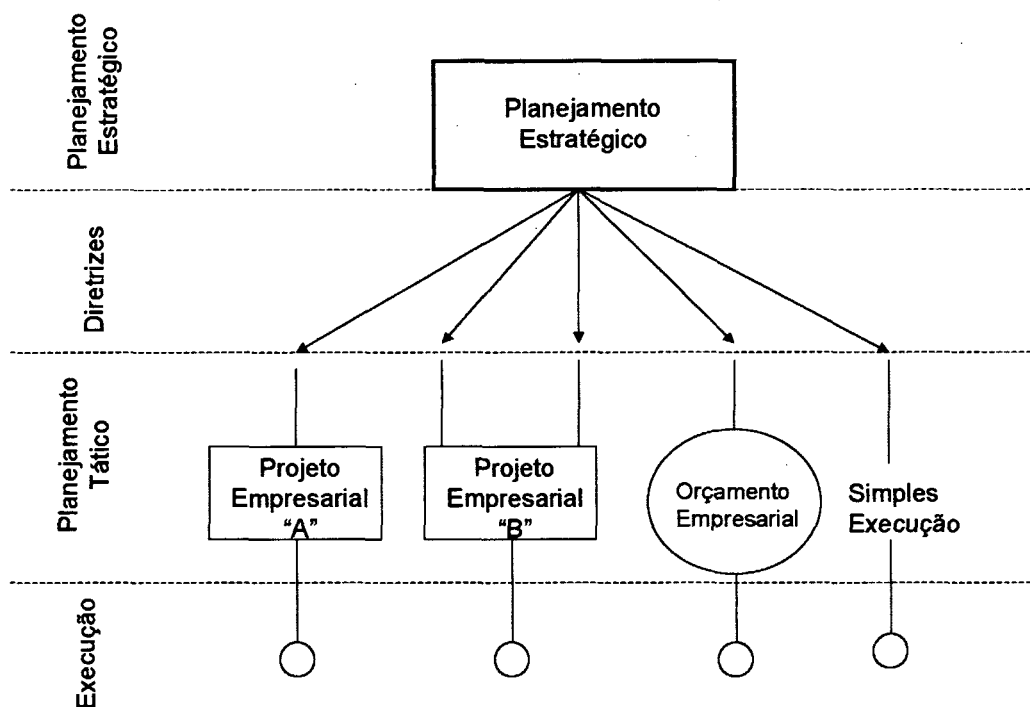 Planejamento
Estratégico
Planejamento
Estratégico
Diretrizes
Planejamento
Tático
Projeto
Empresarial
“A”
Projeto
Empresarial
“B”
Orçamento
Empresarial
Simples
Execução
Execução